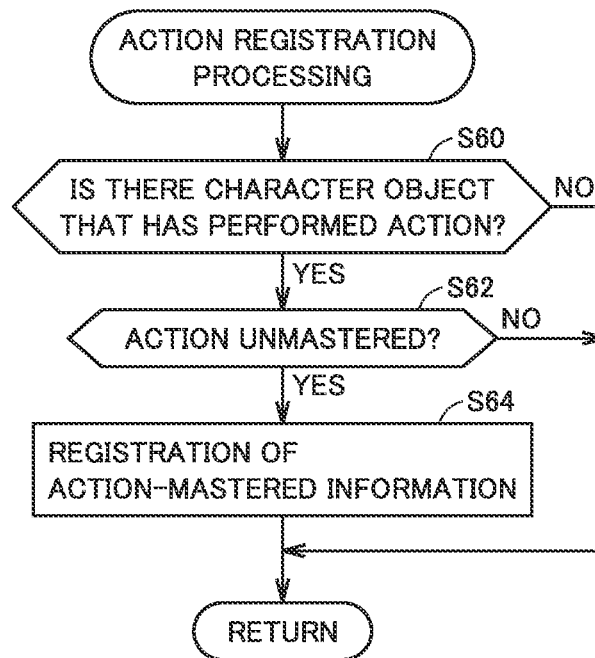 ACTION REGISTRATION
PROCESSING
S60
IS THERE CHARACTER OBJECT
THAT HAS PERFORMED ACTION?
NO
YES
S62
ACTION UNMASTERED?
NO
YES
S64
REGISTRATION OF
ACTION-MASTERED INFORMATION
RETURN